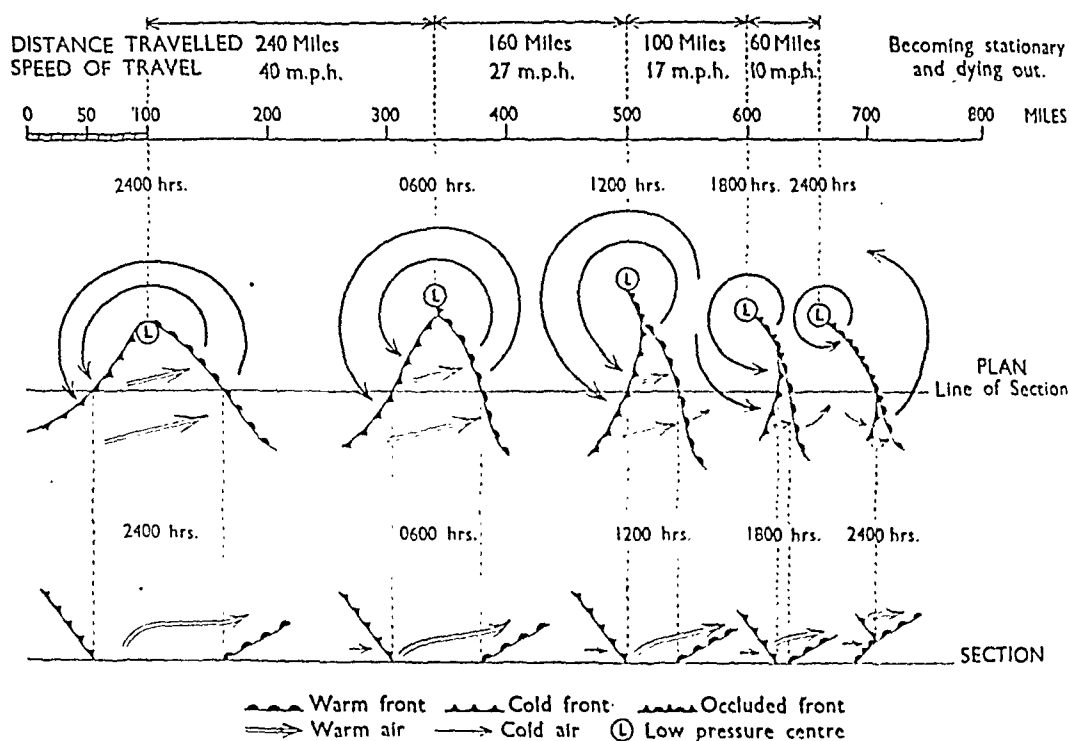 DISTANCE TRAVELLED 240 Miles 160 Miles 100 Miles 60 Miles Becoming stationary
SPEED OF TRAVEL 40 m.p.h. 27 m.p.h. 17 m.p.h. 10 m.p.h. and dying out.
0 50 100 200 300 400 500 600 700 800 MILES
2400 hrs. 0600 hrs. 1200 hrs. 1800 hrs. 2400 hrs
L L L L L
PLAN
Line of Section
2400 hrs. 0600 hrs. 1200 hrs. 1800 hrs. 2400 hrs.
SECTION
Warm front Cold front Occluded front
Warm air Cold air L Low pressure centre